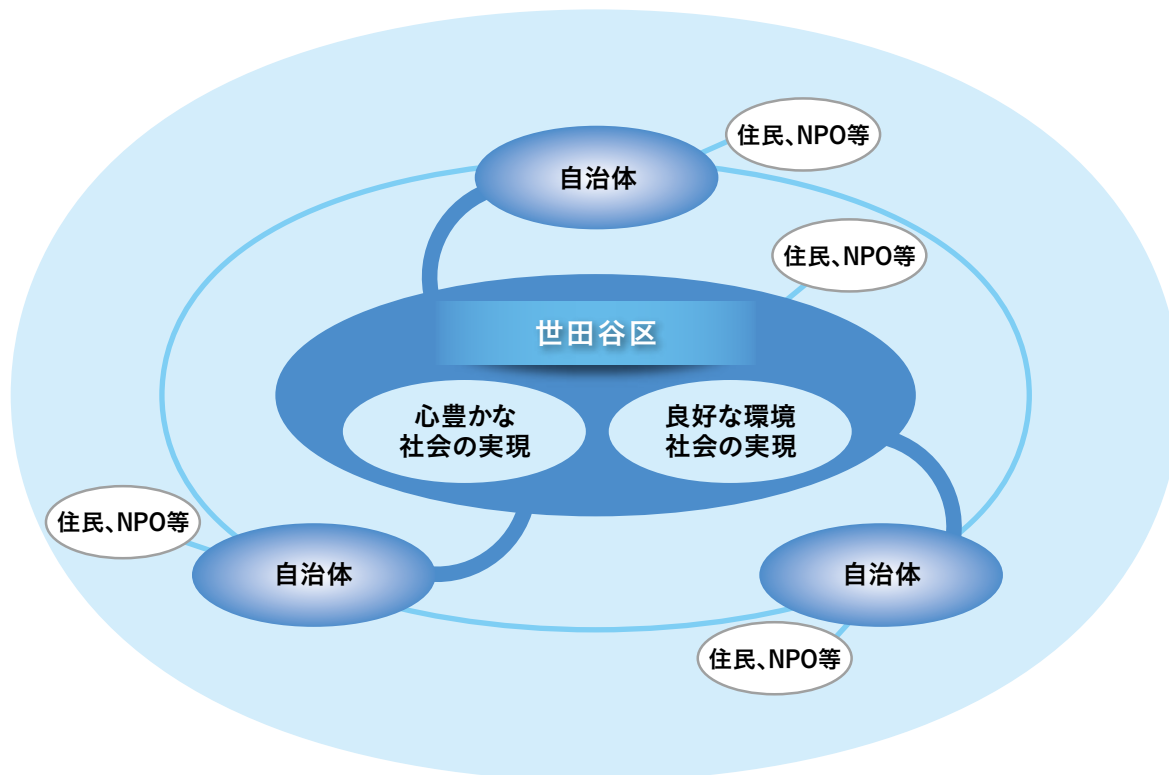 住民、NPO等
自治体
住民、NPO等
世田谷区
心豊かな
社会の実現
良好な環境
社会の実現
住民、NPO等
自治体
自治体
住民、NPO等